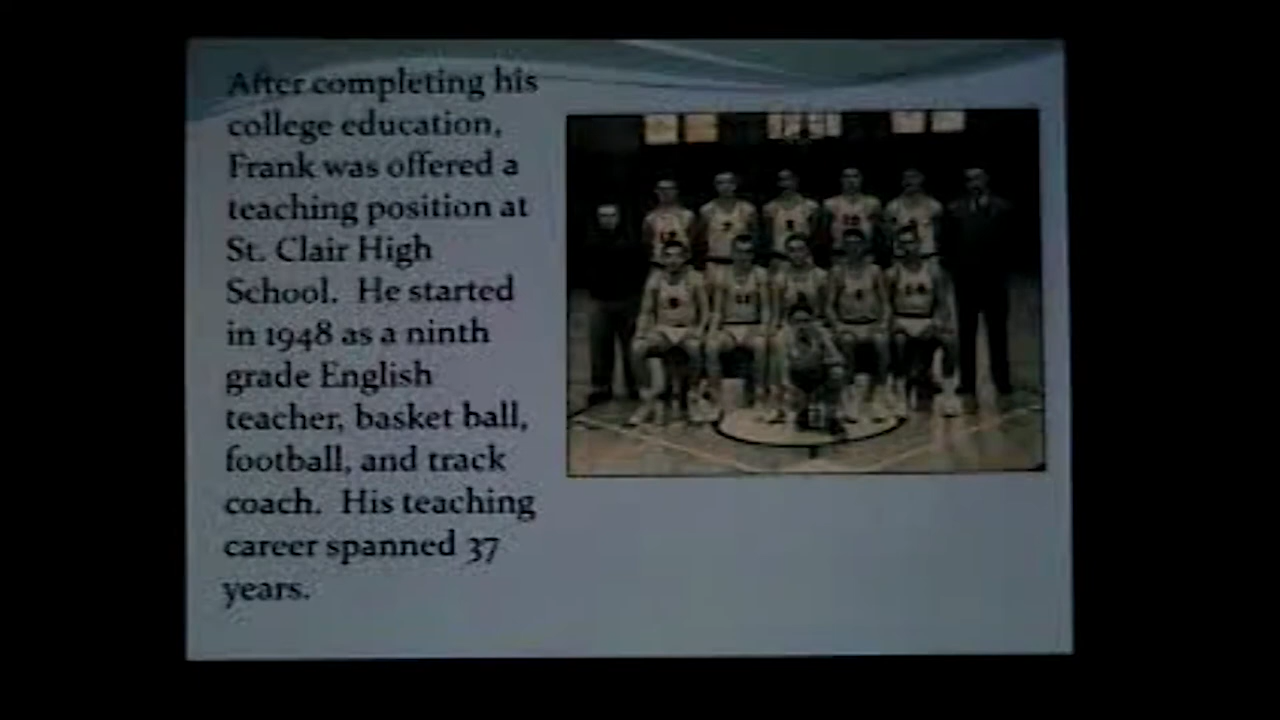 After completing his
college education,
Frank was offered a
teaching position at
St. Clair High
School.  He started
in 1948 as a ninth
grade English
teacher, basket ball,
football, and track
coach.  His teaching
career spanned 37
years.